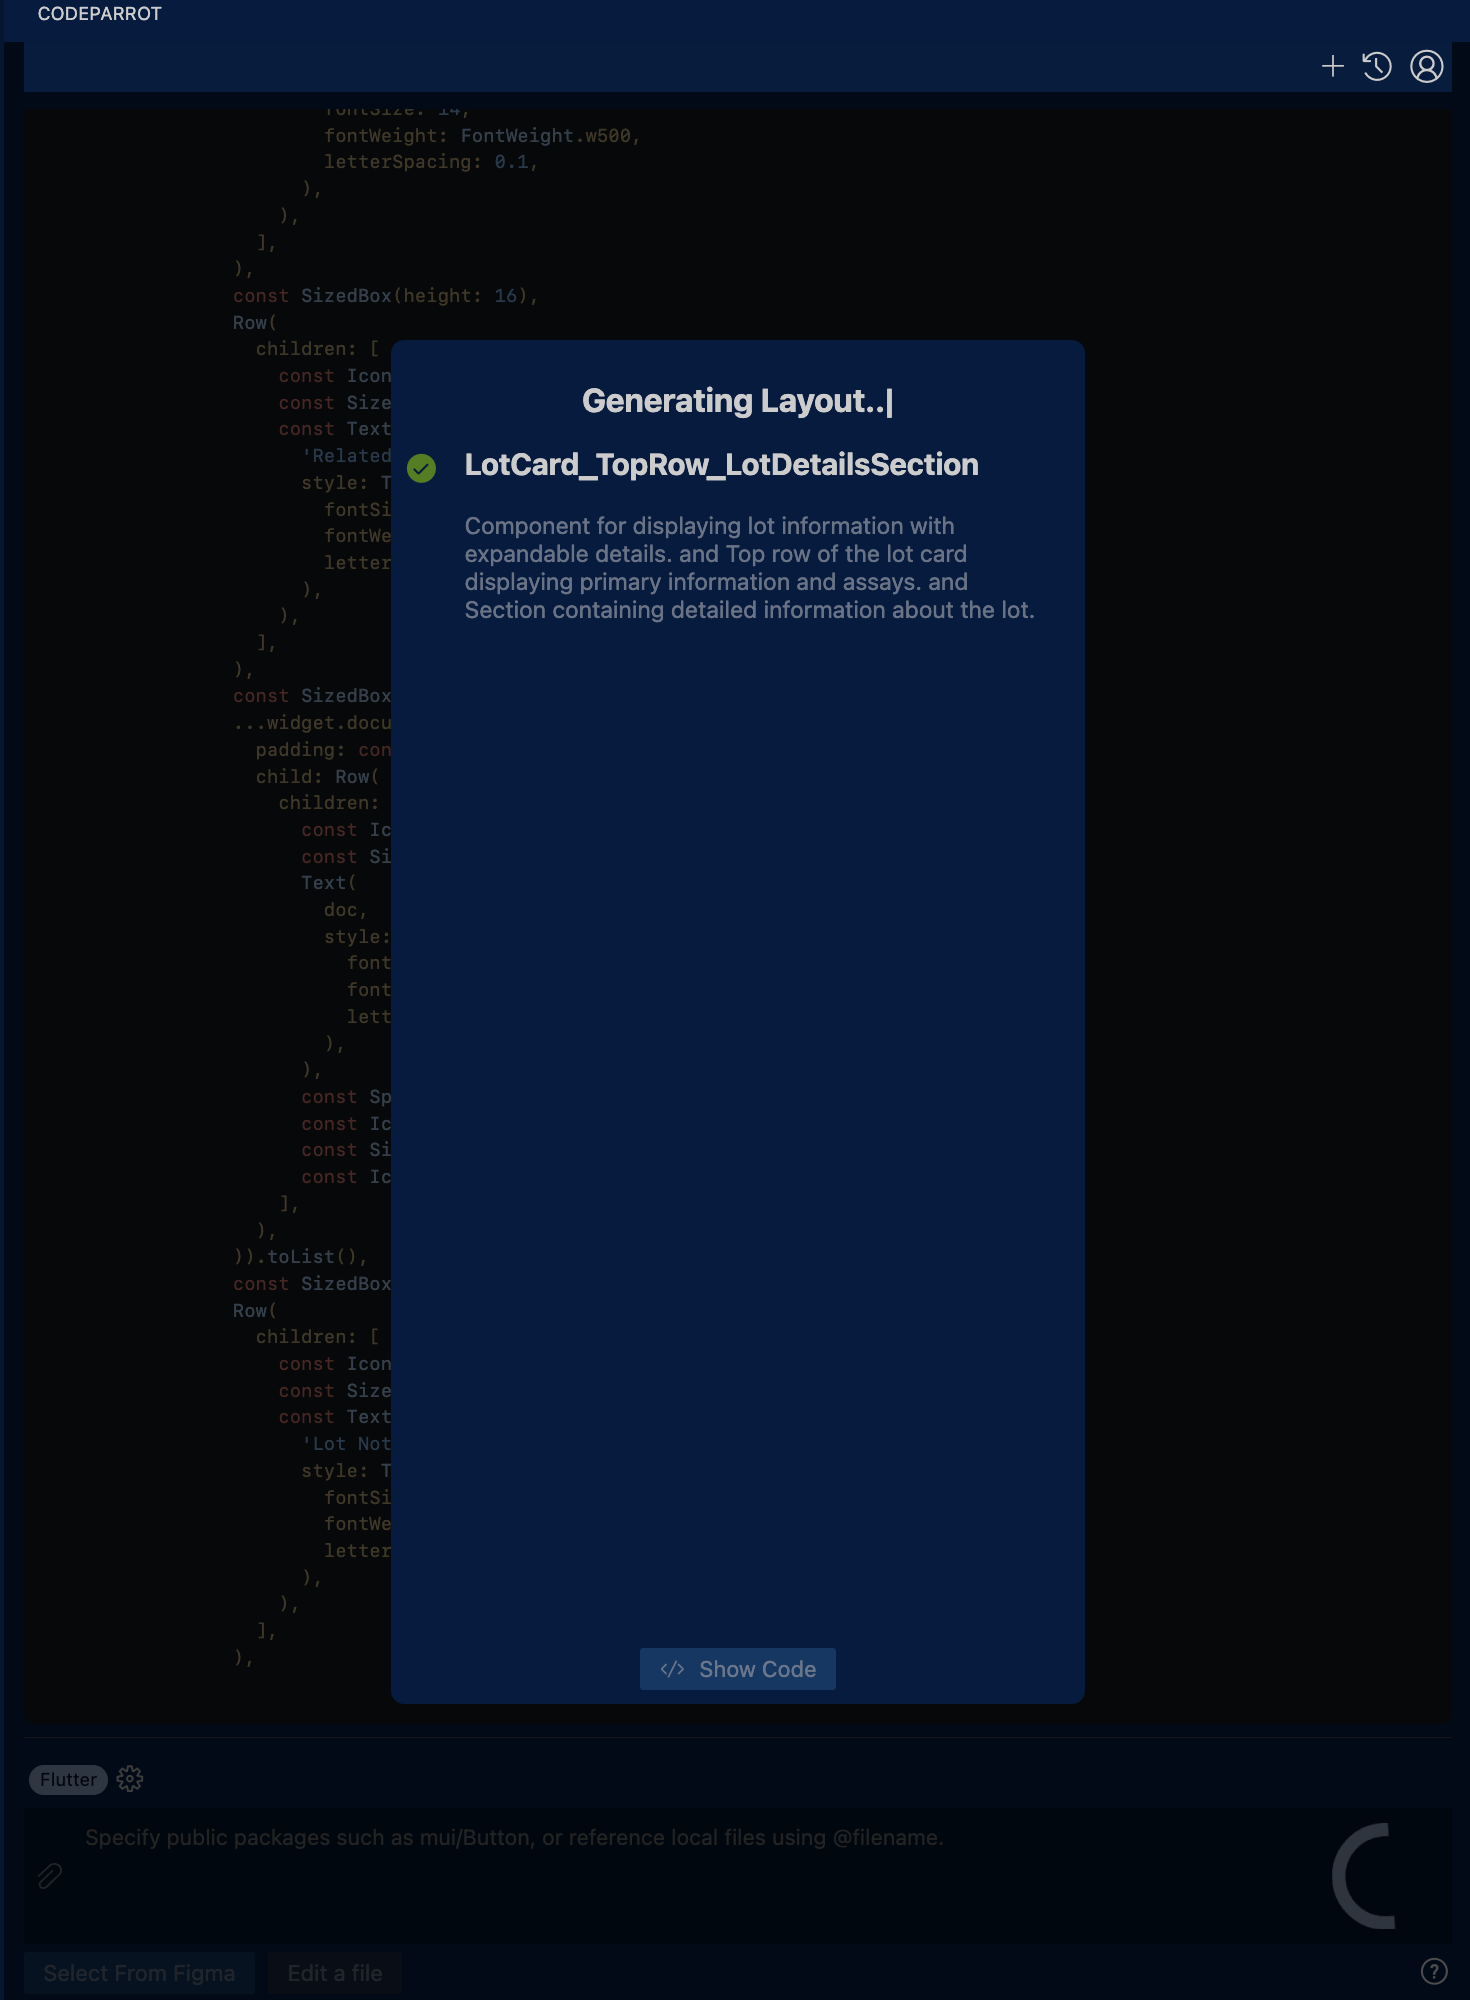 CODEPARROT
fontSize: 14,
fontWeight: FontWeight.w500,
letterSpacing: 0.1,
),
),
],
),
const SizedBox(height: 16),
Row(
children: [
const Icon
const Size
const Text
'Related
style: T
fontSi
fontWe
letter
),
),
],
),
const SizedBox
...widget.docu
padding: con
child: Row(
children:
const Ic
const Si
Text(
doc,
style:
font
font
lett
),
),
const Sp
const Ic
const Si
const Ic
],
),
)).toList(),
const SizedBox
Row(
children: [
const Icon
const Size
const Text
'Lot Not
style: T
fontSi
fontWe
letter
),
),
],
),
Generating Layout..|
LotCard_TopRow_LotDetailsSection
Component for displaying lot information with
expandable details. and Top row of the lot card
displaying primary information and assays. and
Section containing detailed information about the lot.
</> Show Code
Flutter
Specify public packages such as mui/Button, or reference local files using @filename.
Select From Figma
Edit a file
?